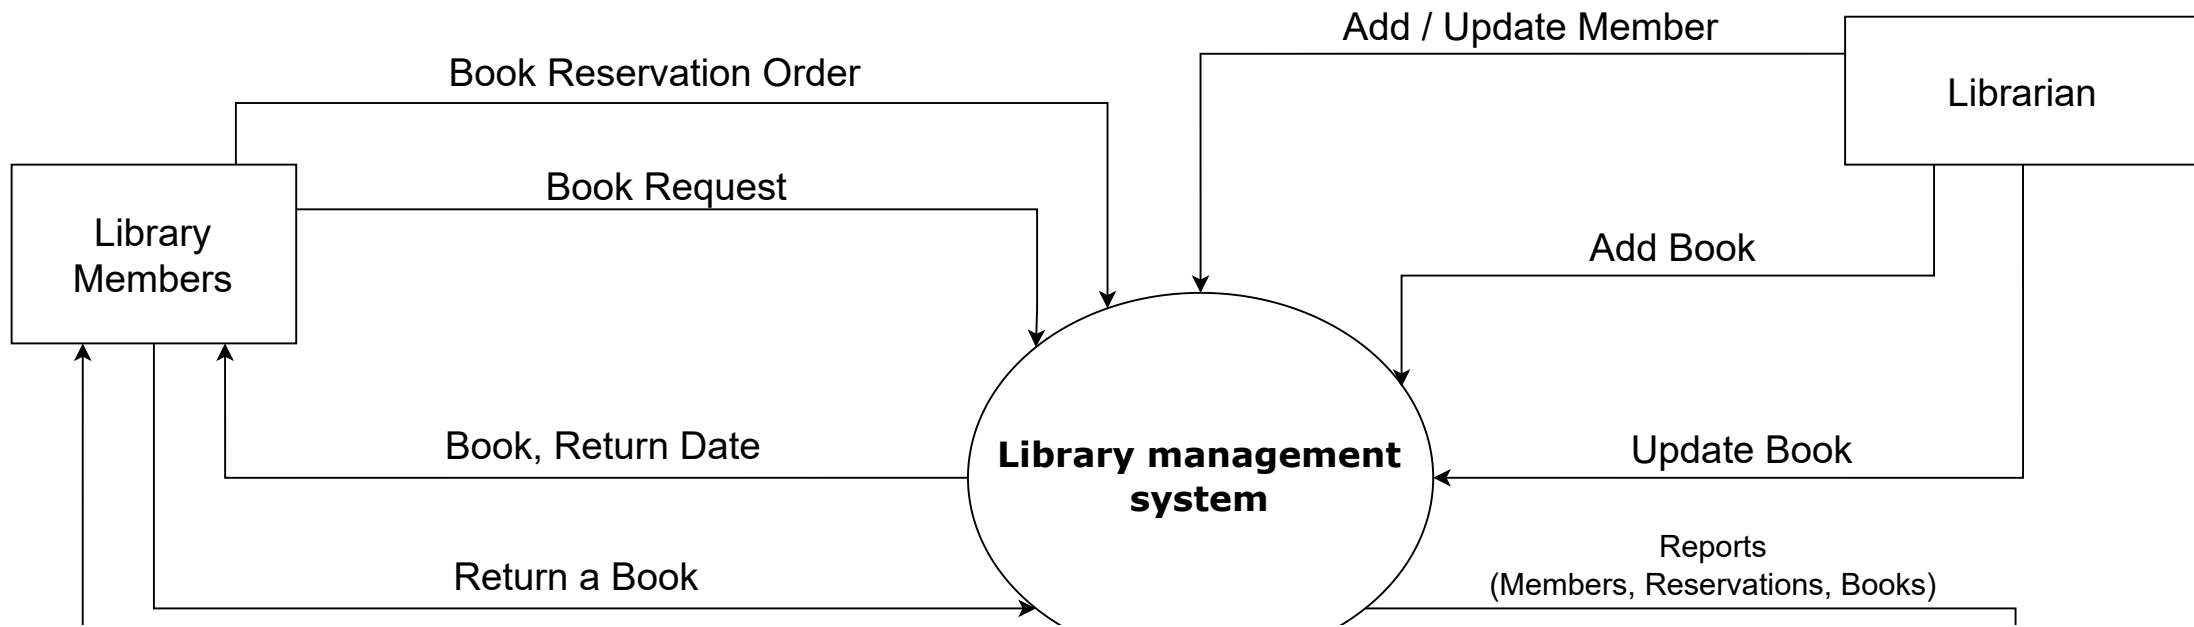 Add / Update Member
Librarian
Book Reservation Order
Book Request
Library
Members
Add Book
Book, Return Date
Library management
system
Update Book
Return a Book
Reports
(Members, Reservations, Books)